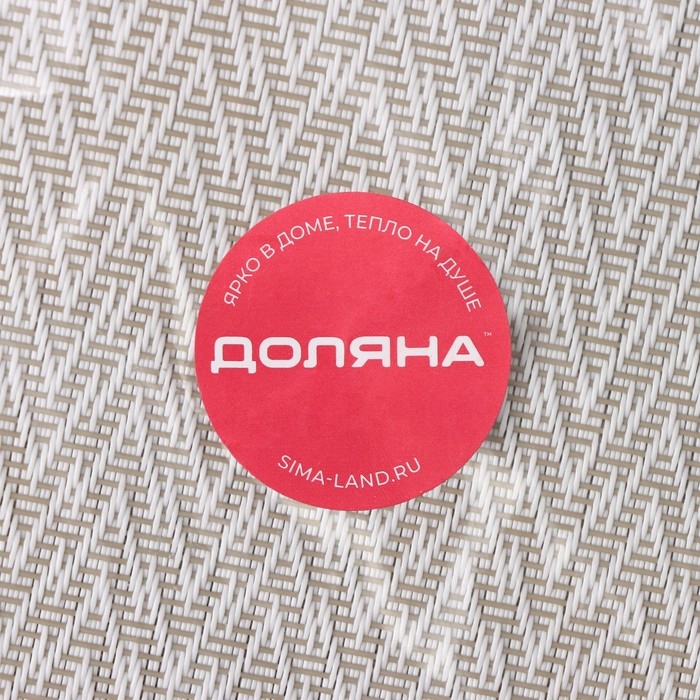 ЯРКО В ДОМЕ, ТЕПЛО НА ДУШЕ
ДОЛЯНА™
SIMA-LAND.RU